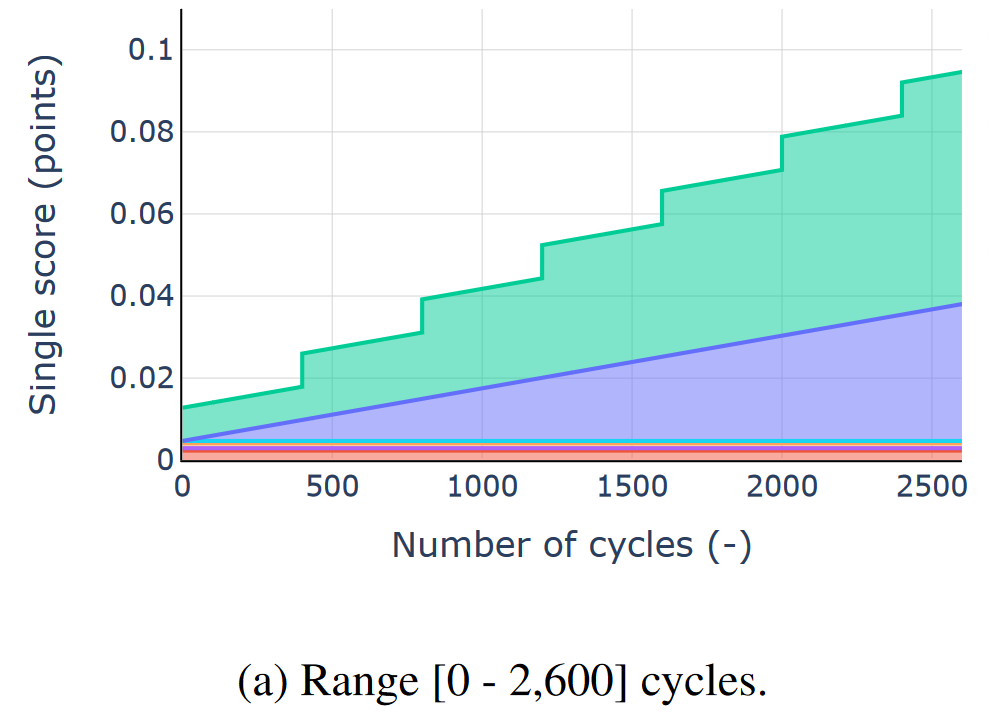 Single score (points)
0.1
0.08
0.06
0.04
0.02
0
0 500 1000 1500 2000 2500
Number of cycles (-)
(a) Range [0 - 2,600] cycles.